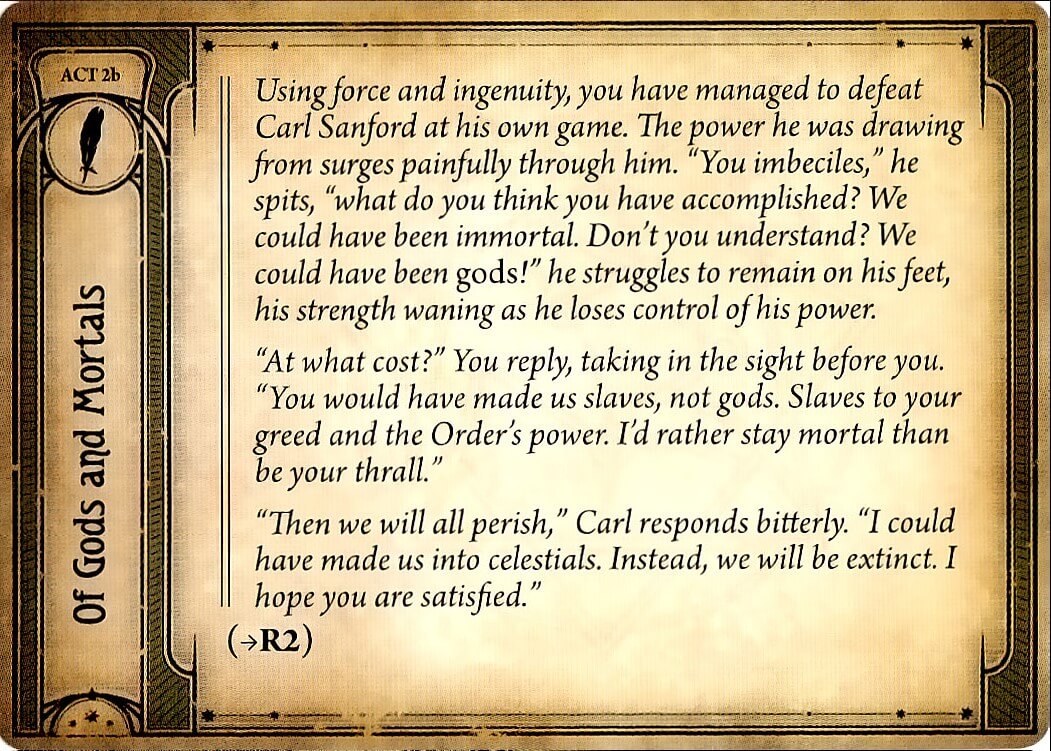 ACT 2b
Of Gods and Mortals
Using force and ingenuity, you have managed to defeat
Carl Sanford at his own game. The power he was drawing
from surges painfully through him. “You imbeciles,” he
spits, “what do you think you have accomplished? We
could have been immortal. Don’t you understand? We
could have been gods!” he struggles to remain on his feet,
his strength waning as he loses control of his power.
“At what cost?” You reply, taking in the sight before you.
“You would have made us slaves, not gods. Slaves to your
greed and the Order’s power. I’d rather stay mortal than
be your thrall.”
“Then we will all perish,” Carl responds bitterly. “I could
have made us into celestials. Instead, we will be extinct. I
hope you are satisfied.”
(→R2)